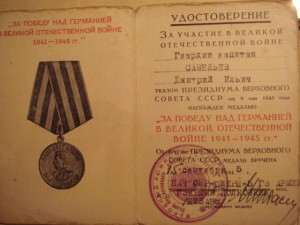 "ЗА ПОБЕДУ НАД ГЕРМАНИЕЙ
В ВЕЛИКОЙ ОТЕЧЕСТВЕННОЙ ВОЙНЕ
1941—1945 гг."
УДОСТОВЕРЕНИЕ
ЗА УЧАСТИЕ В ВЕЛИКОЙ
ОТЕЧЕСТВЕННОЙ ВОЙНЕ
Гвардии капитан
САВЕЛЬЕВ
Дмитрий Ильич
УКАЗОМ ПРЕЗИДИУМА ВЕРХОВНОГО
СОВЕТА СССР от 9 мая 1945 года
НАГРАЖДЕН МЕДАЛЬЮ
"ЗА ПОБЕДУ НАД ГЕРМАНИЕЙ
В ВЕЛИКОЙ ОТЕЧЕСТВЕННОЙ
ВОЙНЕ 1941—1945 гг."
От имени ПРЕЗИДИУМА ВЕРХОВНОГО
СОВЕТА СССР МЕДАЛЬ ВРУЧЕНА
сентября